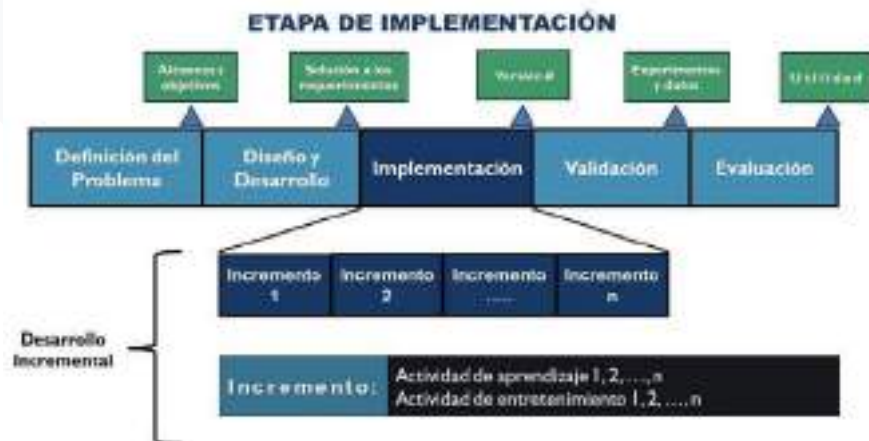 ETAPA DE IMPLEMENTACIÓN
Alcances y
objetivos
Solución a los
requerimientos
Versión
Experimentos
y datos
Utilidad
Definición del
Problema
Diseño y
Desarrollo
Implementación
Validación
Evaluación
Incremento
1
Incremento
2
Incremento
.....
Incremento
n
Desarrollo
Incremental
Incremento:
Actividad de aprendizaje 1, 2, ...., n
Actividad de entretenimiento 1, 2, ...., n